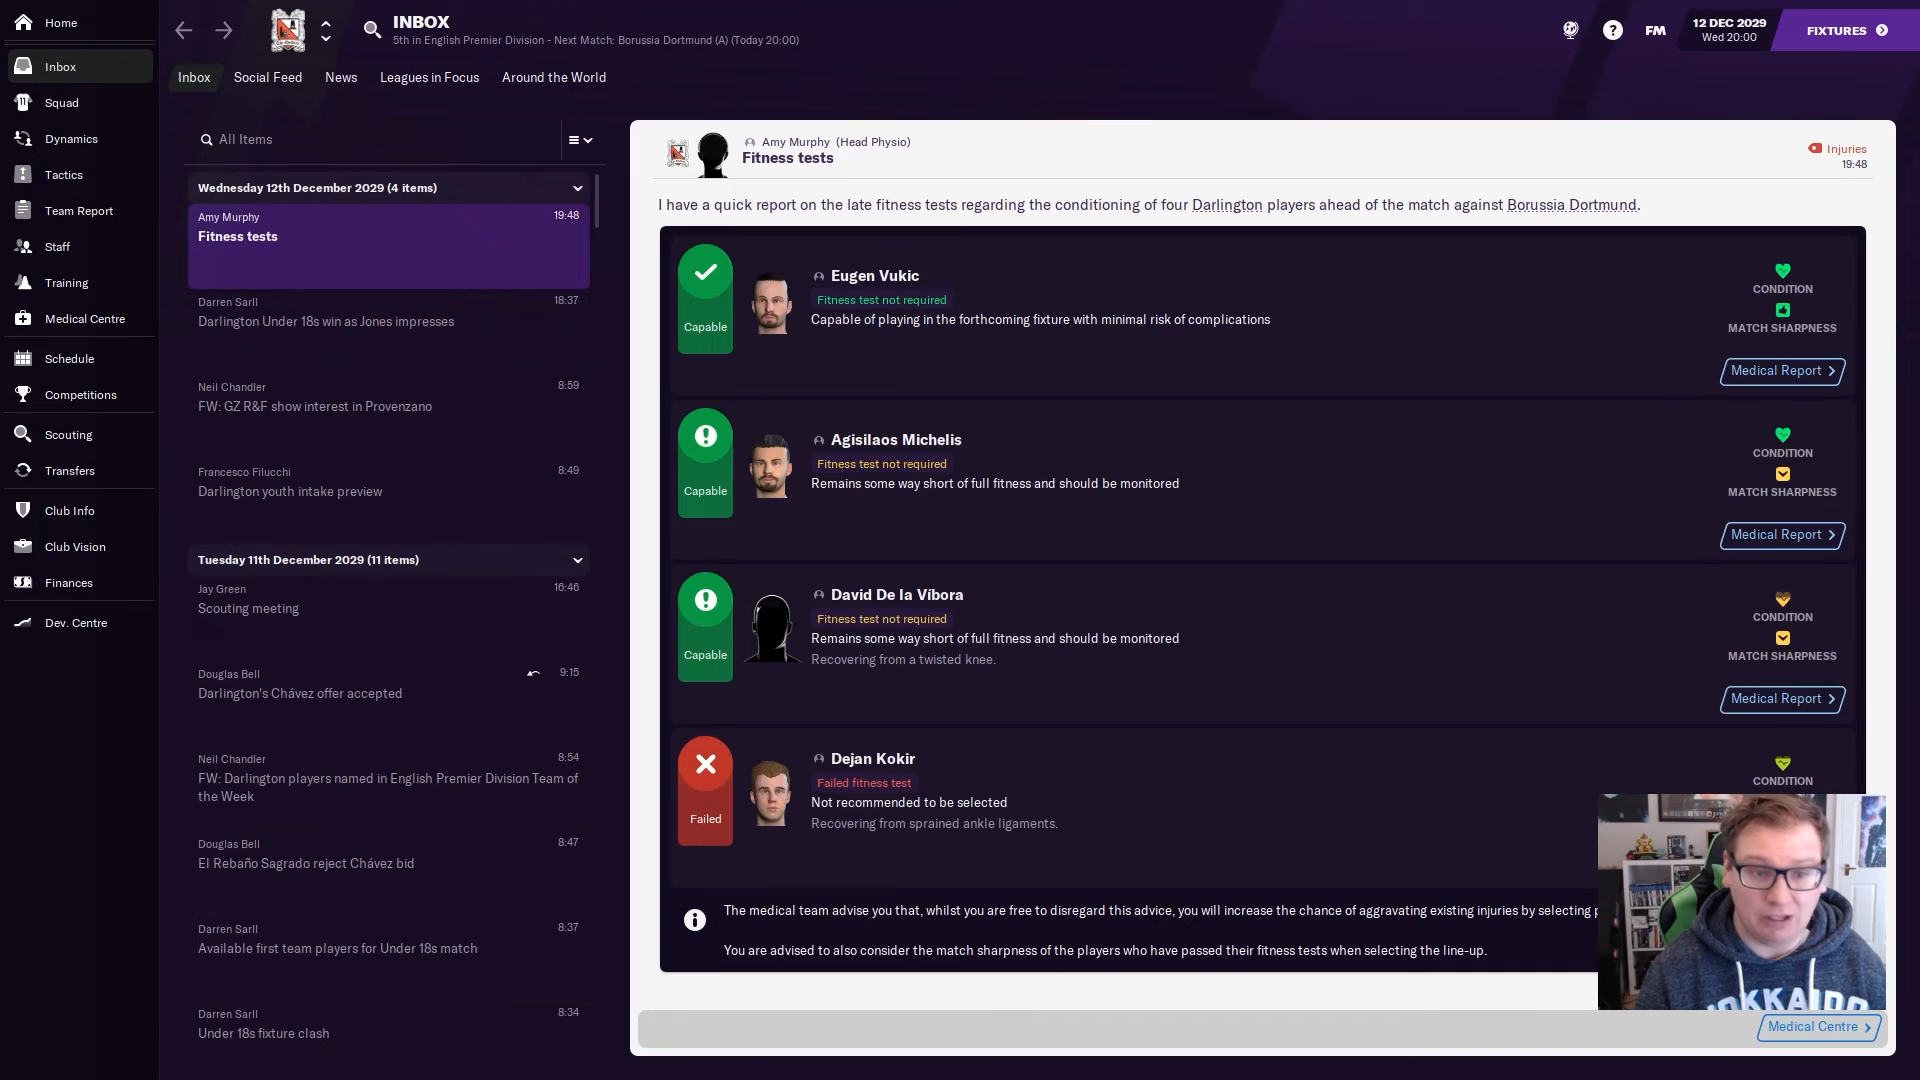 Home
Inbox
Squad
Dynamics
Tactics
Team Report
Staff
Training
Medical Centre
Schedule
Competitions
Scouting
Transfers
Club Info
Club Vision
Finances
Dev. Centre
INBOX
5th in English Premier Division - Next Match: Borussia Dortmund (A) (Today 20:00)
FM
12 DEC 2029
Wed 20:00
FIXTURES
Inbox Social Feed News Leagues in Focus Around the World
All Items
Wednesday 12th December 2029 (4 items)
Amy Murphy 19:48
Fitness tests
Darren Sarll 18:37
Darlington Under 18s win as Jones impresses
Neil Chandler 8:59
FW: GZ R&F show interest in Provenzano
Francesco Filucchi 8:49
Darlington youth intake preview
Tuesday 11th December 2029 (11 items)
Jay Green 16:46
Scouting meeting
Douglas Bell 9:15
Darlington's Chávez offer accepted
Neil Chandler 8:54
FW: Darlington players named in English Premier Division Team of
the Week
Douglas Bell 8:47
El Rebaño Sagrado reject Chávez bid
Darren Sarll 8:37
Available first team players for Under 18s match
Darren Sarll 8:34
Under 18s fixture clash
Amy Murphy (Head Physio)
Fitness tests
Injuries
19:48
I have a quick report on the late fitness tests regarding the conditioning of four Darlington players ahead of the match against Borussia Dortmund.
Capable
Eugen Vukic
Fitness test not required
Capable of playing in the forthcoming fixture with minimal risk of complications
CONDITION
MATCH SHARPNESS
Medical Report
Capable
Agisilaos Michelis
Fitness test not required
Remains some way short of full fitness and should be monitored
CONDITION
MATCH SHARPNESS
Medical Report
Capable
David De la Víbora
Fitness test not required
Remains some way short of full fitness and should be monitored
Recovering from a twisted knee.
CONDITION
MATCH SHARPNESS
Medical Report
Failed
Dejan Kokir
Failed fitness test
Not recommended to be selected
Recovering from sprained ankle ligaments.
CONDITION
The medical team advise you that, whilst you are free to disregard this advice, you will increase the chance of aggravating existing injuries by selecting
You are advised to also consider the match sharpness of the players who have passed their fitness tests when selecting the line-up.
HOKKAIDO
Medical Centre